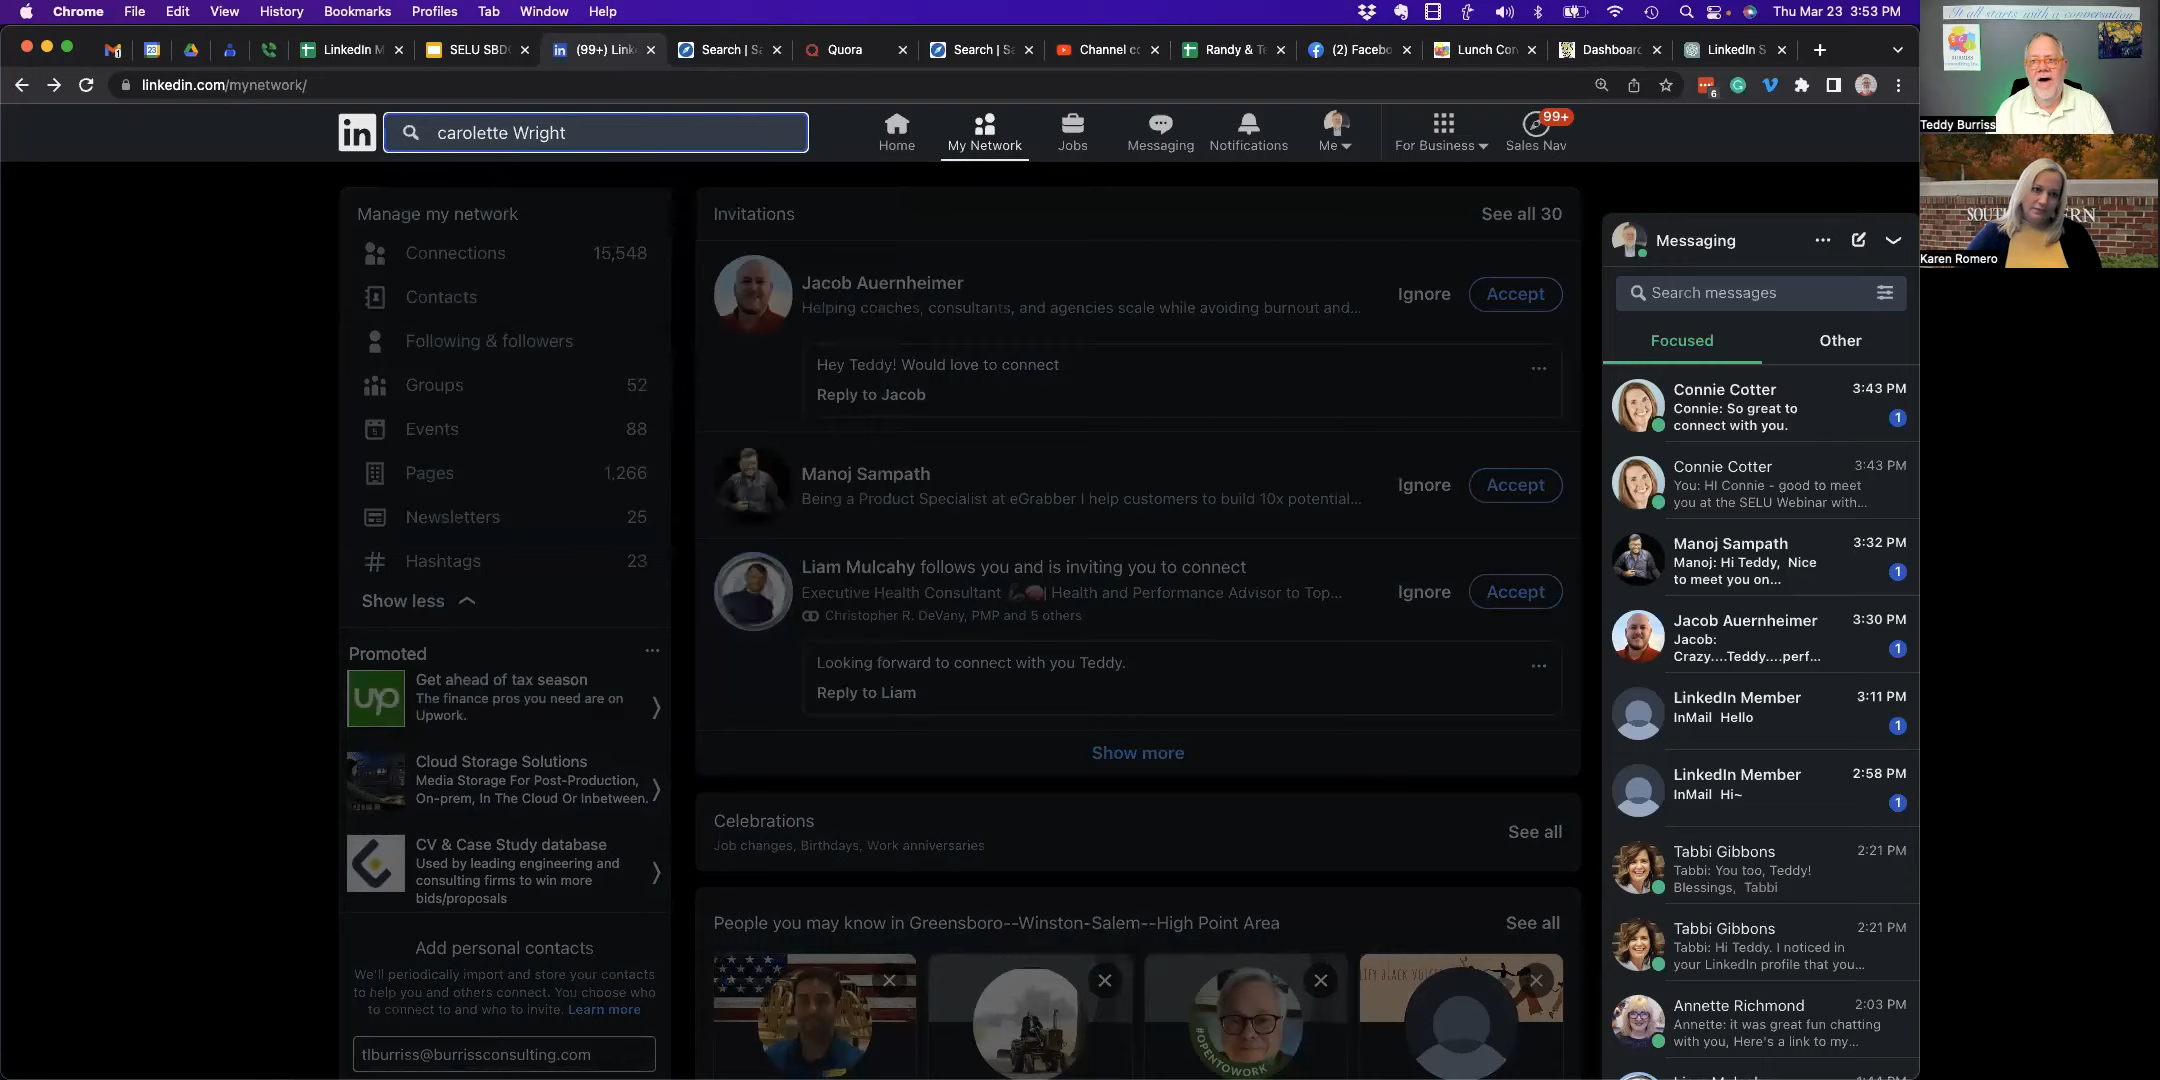 Chrome File Edit View History Bookmarks Profiles Tab Window Help
Thu Mar 23 3:53 PM
LinkedIn M
SELU SBD
(99+) Link
Search | Sa
Quora
Search | Sa
Channel co
Randy & Te
(2) Facebo
Lunch Con
Dashboard
LinkedIn S
linkedin.com/mynetwork/
6
in
carolette Wright
Home
My Network
Jobs
Messaging
Notifications
Me
For Business
99+
Sales Nav
Manage my network
Connections 15,548
Contacts
Following & followers
Groups 52
Events 88
Pages 1,266
Newsletters 25
Hashtags 23
Show less
Promoted
Get ahead of tax season
The finance pros you need are on
Upwork.
up
Cloud Storage Solutions
Media Storage For Post-Production,
On-prem, In The Cloud Or Inbetween.
CV & Case Study database
Used by leading engineering and
consulting firms to win more
bids/proposals
Add personal contacts
We'll periodically import and store your contacts
to help you and others connect. You choose who
to connect to and who to invite. Learn more
tlburriss@burrissconsulting.com
Invitations See all 30
Jacob Auernheimer
Helping coaches, consultants, and agencies scale while avoiding burnout and...
Ignore Accept
Hey Teddy! Would love to connect
Reply to Jacob
Manoj Sampath
Being a Product Specialist at eGrabber I help customers to build 10x potential...
Ignore Accept
Liam Mulcahy follows you and is inviting you to connect
Executive Health Consultant | Health and Performance Advisor to Top...
Christopher R. DeVany, PMP and 5 others
Ignore Accept
Looking forward to connect with you Teddy.
Reply to Liam
Show more
Celebrations
Job changes, Birthdays, Work anniversaries
See all
People you may know in Greensboro--Winston-Salem--High Point Area See all
#OPENTOWORK
Messaging
Search messages
Focused Other
Connie Cotter 3:43 PM
Connie: So great to
connect with you.
1
Connie Cotter 3:43 PM
You: HI Connie - good to meet
you at the SELU Webinar with...
Manoj Sampath 3:32 PM
Manoj: Hi Teddy, Nice
to meet you on...
1
Jacob Auernheimer 3:30 PM
Jacob:
Crazy....Teddy....perf...
1
LinkedIn Member 3:11 PM
InMail Hello
1
LinkedIn Member 2:58 PM
InMail Hi~
1
Tabbi Gibbons 2:21 PM
Tabbi: You too, Teddy!
Blessings, Tabbi
Tabbi Gibbons 2:21 PM
Tabbi: Hi Teddy. I noticed in
your LinkedIn profile that you...
Annette Richmond 2:03 PM
Annette: it was great fun chatting
with you, Here's a link to my...
It all starts with a conversation
Teddy Burriss
Karen Romero